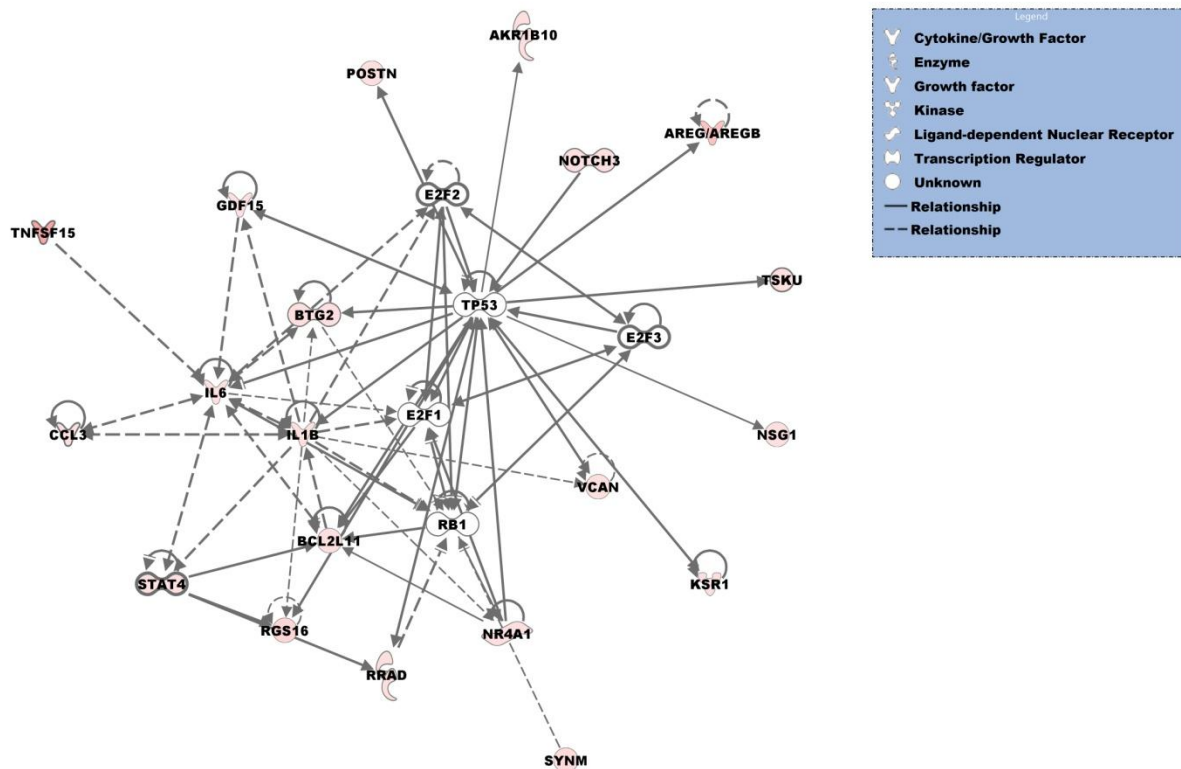 Legend
Cytokine/Growth Factor
Enzyme
Growth factor
Kinase
Ligand-dependent Nuclear Receptor
Transcription Regulator
Unknown
Relationship
Relationship
AKR1B10
POSTN
AREG/AREGB
NOTCH3
E2F2
GDF15
TNFSF15
TSKU
TP53
BTG2
E2F3
IL6
E2F1
CCL3
IL1B
NSG1
VCAN
RB1
BCL2L11
STAT4
KSR1
RGS16
NR4A1
RRAD
SYNM